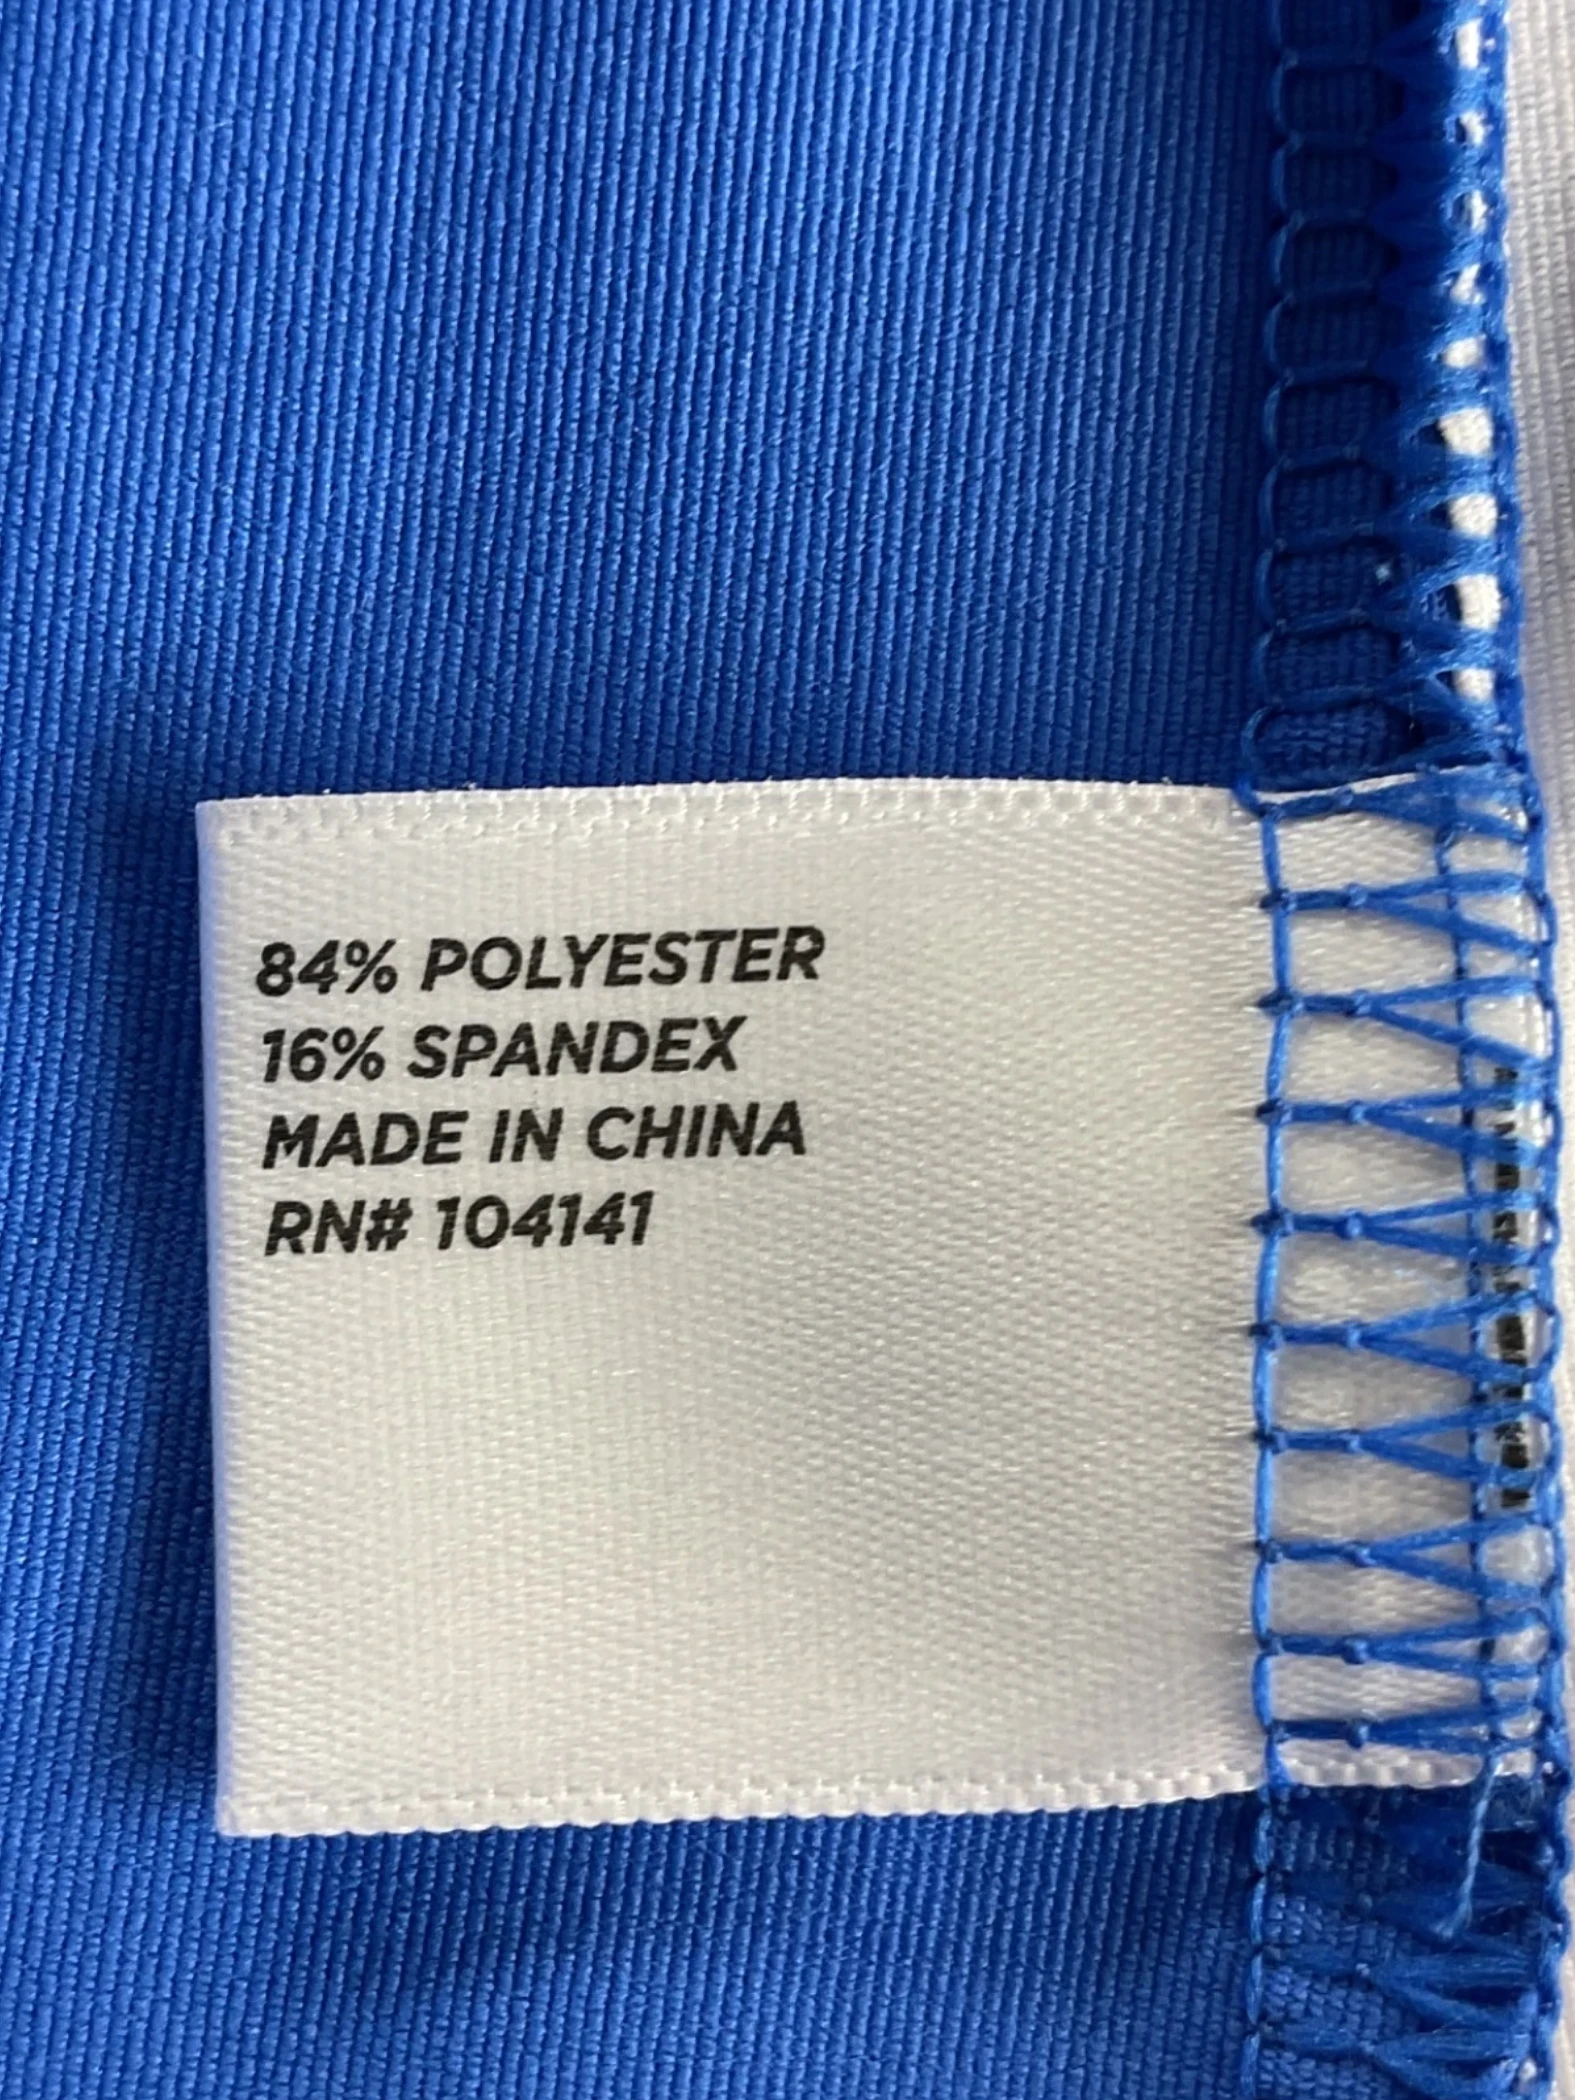 84% POLYESTER
16% SPANDEX
MADE IN CHINA
RN# 104141